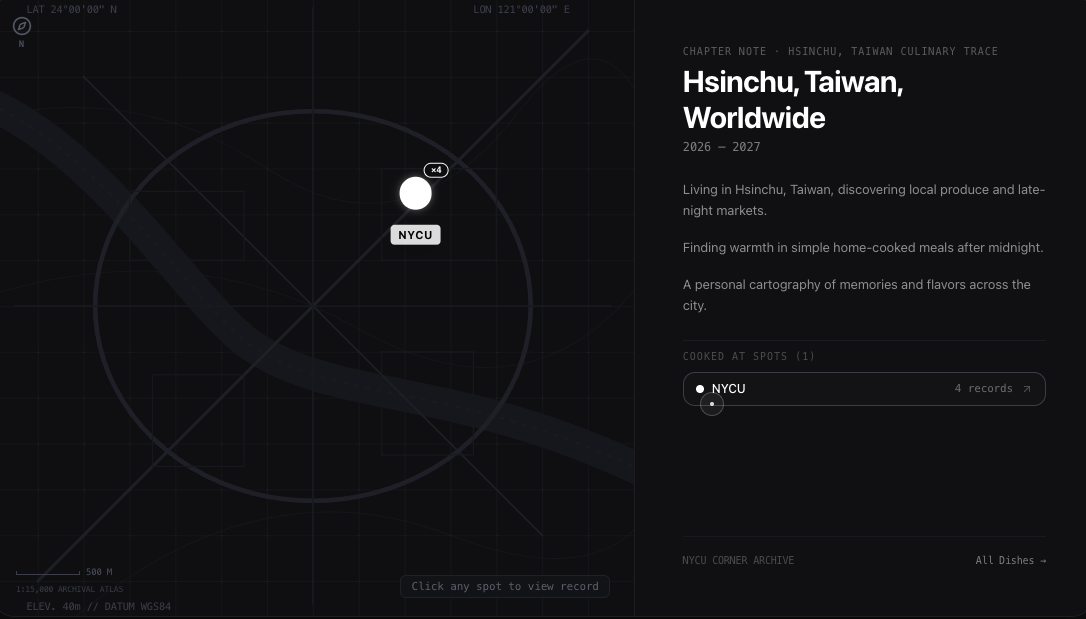 LAT 24°00'00" N
LON 121°00'00" E
N
×4
NYCU
500 M
1:15,000 ARCHIVAL ATLAS
ELEV. 40m // DATUM WGS84
Click any spot to view record
CHAPTER NOTE · HSINCHU, TAIWAN CULINARY TRACE
Hsinchu, Taiwan,
Worldwide
2026 — 2027
Living in Hsinchu, Taiwan, discovering local produce and late-
night markets.
Finding warmth in simple home-cooked meals after midnight.
A personal cartography of memories and flavors across the
city.
COOKED AT SPOTS (1)
NYCU
4 records ↗
NYCU CORNER ARCHIVE
All Dishes →